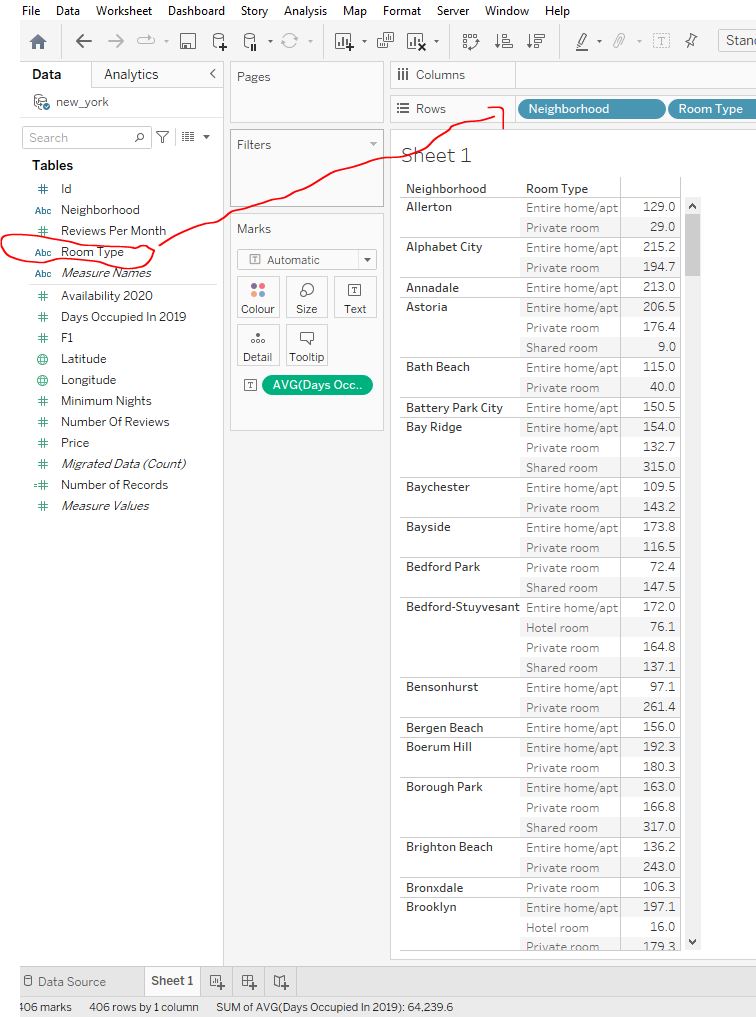 File Data Worksheet Dashboard Story Analysis Map Format Server Window Help
Stan
Data Analytics
new_york
Search
Tables
Id
Abc Neighborhood
Reviews Per Month
Abc Room Type
Abc Measure Names
Availability 2020
Days Occupied In 2019
F1
Latitude
Longitude
Minimum Nights
Number Of Reviews
Price
Migrated Data (Count)
Number of Records
Measure Values
Pages
Filters
Marks
Automatic
Colour Size Text
Detail Tooltip
AVG(Days Occ..
Columns
Rows Neighborhood Room Type
Sheet 1
Neighborhood Room Type
Allerton Entire home/apt 129.0
Private room 29.0
Alphabet City Entire home/apt 215.2
Private room 194.7
Annadale Entire home/apt 213.0
Astoria Entire home/apt 206.5
Private room 176.4
Shared room 9.0
Bath Beach Entire home/apt 115.0
Private room 40.0
Battery Park City Entire home/apt 150.5
Bay Ridge Entire home/apt 154.0
Private room 132.7
Shared room 315.0
Baychester Entire home/apt 109.5
Private room 143.2
Bayside Entire home/apt 173.8
Private room 116.5
Bedford Park Private room 72.4
Shared room 147.5
Bedford-Stuyvesant Entire home/apt 172.0
Hotel room 76.1
Private room 164.8
Shared room 137.1
Bensonhurst Entire home/apt 97.1
Private room 261.4
Bergen Beach Entire home/apt 156.0
Boerum Hill Entire home/apt 192.3
Private room 180.3
Borough Park Entire home/apt 163.0
Private room 166.8
Shared room 317.0
Brighton Beach Entire home/apt 136.2
Private room 243.0
Bronxdale Private room 106.3
Brooklyn Entire home/apt 197.1
Hotel room 16.0
Private room 179.3
Data Source Sheet 1
406 marks 406 rows by 1 column SUM of AVG(Days Occupied In 2019): 64,239.6